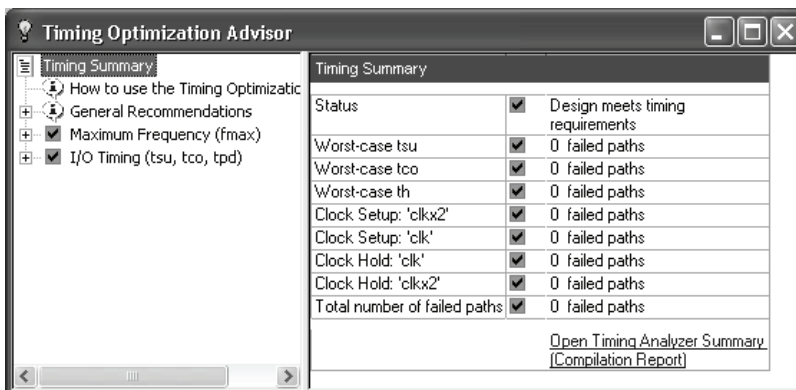 Timing Optimization Advisor
Timing Summary
How to use the Timing Optimizatic
General Recommendations
Maximum Frequency (fmax)
I/O Timing (tsu, tco, tpd)
Timing Summary
Status Design meets timing
requirements
Worst-case tsu 0 failed paths
Worst-case tco 0 failed paths
Worst-case th 0 failed paths
Clock Setup: 'clkx2' 0 failed paths
Clock Setup: 'clk' 0 failed paths
Clock Hold: 'clk' 0 failed paths
Clock Hold: 'clkx2' 0 failed paths
Total number of failed paths 0 failed paths
Open Timing Analyzer Summary
(Compilation Report)